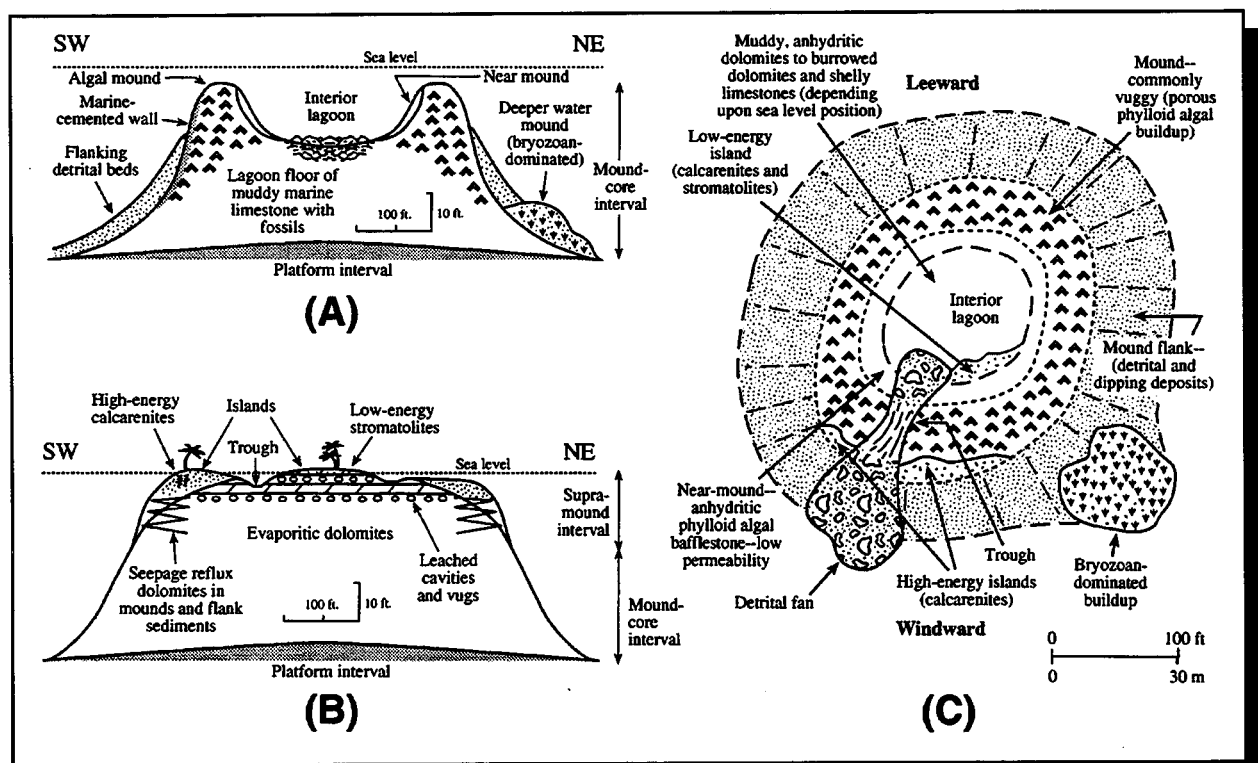 SW
NE
Sea level
Algal mound
Near mound
Marine-
cemented wall
Interior
lagoon
Deeper water
mound
(bryozoan-
dominated)
Flanking
detrital beds
Lagoon floor of
muddy marine
limestone with
fossils
100 ft.
10 ft.
Mound-
core
interval
Platform interval
(A)
High-energy
calcarenites
Islands
Low-energy
stromatolites
SW
Trough
NE
Sea level
Supra-
mound
interval
Evaporitic dolomites
Seepage reflux
dolomites in
mounds and flank
sediments
Leached
cavities
and vugs
100 ft.
10 ft.
Mound-
core
interval
Platform interval
(B)
Muddy, anhydritic
dolomites to burrowed
dolomites and shelly
limestones (depending
upon sea level position)
Leeward
Mound--
commonly
vuggy (porous
phylloid algal
buildup)
Low-energy
island
(calcarenites and
stromatolites)
Interior
lagoon
Mound flank--
(detrital and
dipping deposits)
Near-mound--
anhydritic
phylloid algal
bafflestone--low
permeability
Trough
High-energy islands
(calcarenites)
Bryozoan-
dominated
buildup
Detrital fan
Windward
0
100 ft
0
30 m
(C)